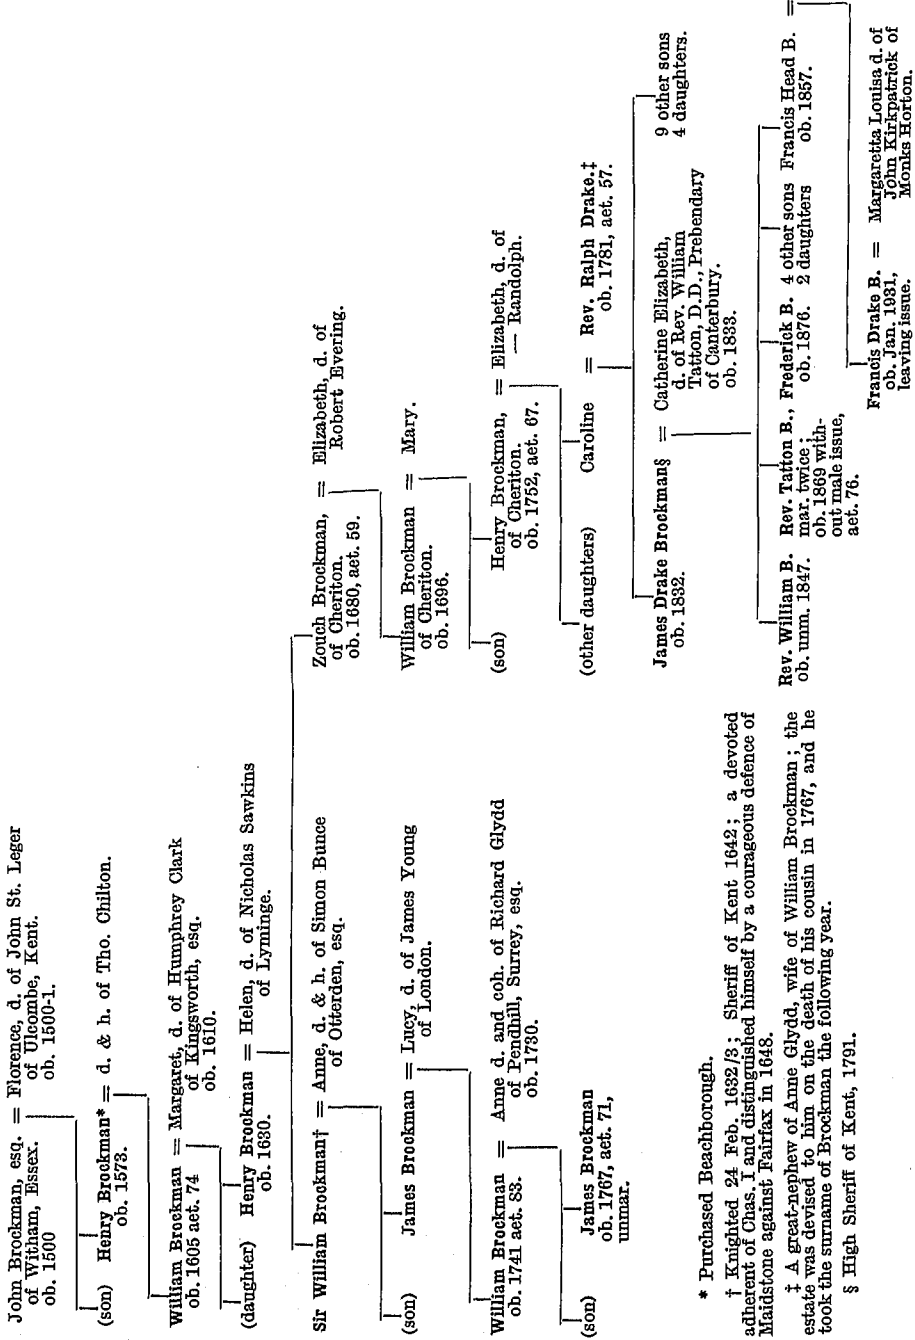 John Brockman, esq. = Florence, d. of John St. Leger
of Witham, Essex. of Ulcombe, Kent.
ob. 1500 ob. 1500-1.
(son) Henry Brockman* = d. & h. of Tho. Chilton.
ob. 1573.
William Brockman = Margaret, d. of Humphrey Clark
ob. 1605 aet. 74 of Kingsworth, esq.
ob. 1610.
(daughter) Henry Brockman = Helen, d. of Nicholas Sawkins
ob. 1630. of Lyminge.
Sir William Brockman† = Anne, d. & h. of Simon Bunce
of Otterden, esq.
Zouch Brockman, = Elizabeth, d. of
of Cheriton. Robert Evering.
ob. 1680, aet. 59.
(son) James Brockman = Lucy, d. of James Young
of London.
William Brockman = Mary.
of Cheriton.
ob. 1696.
William Brockman = Anne d. and coh. of Richard Glydd
ob. 1741 aet. 83. of Pendhill, Surrey, esq.
ob. 1730.
(son) Henry Brockman, = Elizabeth, d. of
of Cheriton. — Randolph.
ob. 1752, aet. 67.
(son) James Brockman
ob. 1767, aet. 71,
unmar.
(other daughters) Caroline = Rev. Ralph Drake.‡
ob. 1781, aet. 57.
James Drake Brockman§ = Catherine Elizabeth, 9 other sons
ob. 1832. d. of Rev. William 4 daughters.
Tatton, D.D., Prebendary
of Canterbury.
ob. 1833.
Rev. William B. Rev. Tatton B., Frederick B. 4 other sons Francis Head B. =
ob. unm. 1847. mar. twice; ob. 1876. 2 daughters ob. 1857.
ob. 1869 with-
out male issue,
aet. 76.
Francis Drake B. = Margaretta Louisa d. of
ob. Jan. 1931, John Kirkpatrick of
leaving issue. Monks Horton.
* Purchased Beachborough.
† Knighted 24 Feb. 1632/3; Sheriff of Kent 1642; a devoted
adherent of Chas. I and distinguished himself by a courageous defence of
Maidstone against Fairfax in 1648.
‡ A great-nephew of Anne Glydd, wife of William Brockman; the
estate was devised to him on the death of his cousin in 1767, and he
took the surname of Brockman the following year.
§ High Sheriff of Kent, 1791.